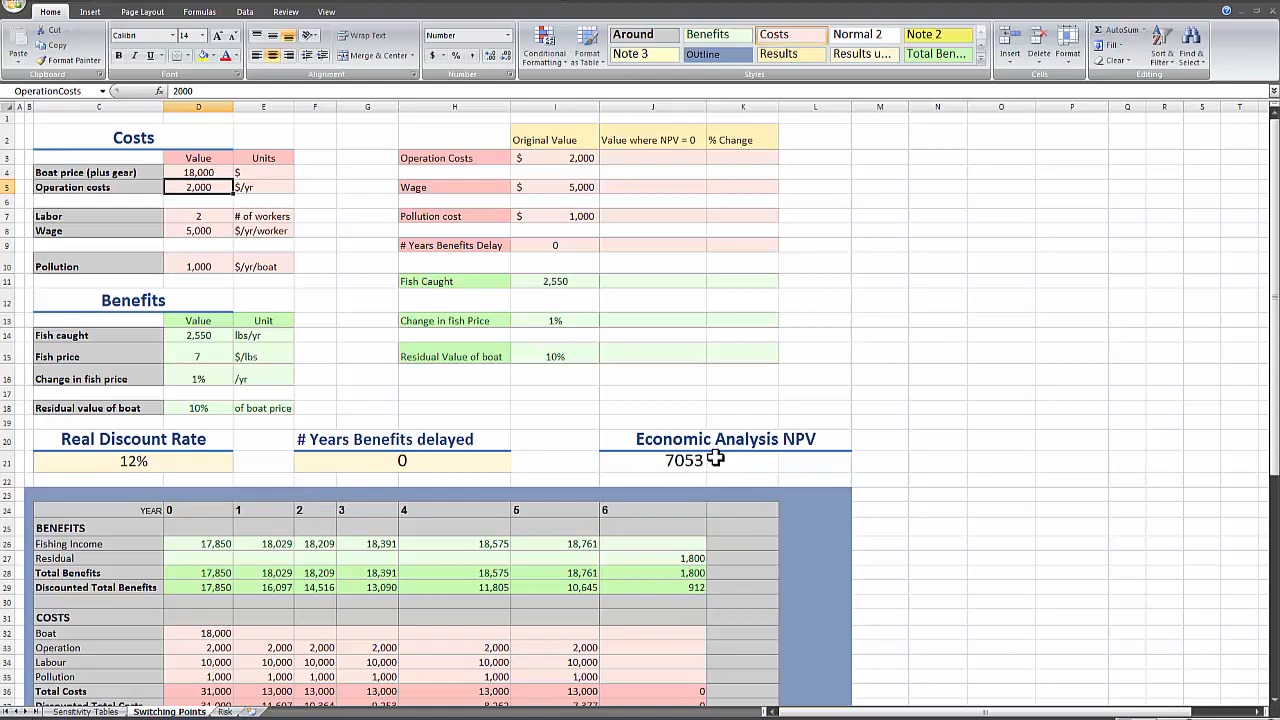 Home Insert Page Layout Formulas Data Review View
Cut
Copy
Format Painter
Paste
Clipboard
Calibri 14
B I U
Font
Wrap Text
Merge & Center
Alignment
Number
$ % ,
Number
Conditional Formatting
Format as Table
Around Benefits Costs Normal 2 Note 2
Note 3 Outline Results Results u... Total Ben...
Styles
Insert Delete Format
Cells
AutoSum
Fill
Clear
Sort & Filter
Find & Select
Editing
OperationCosts fx 2000
A B C D E F G H I J K L M N O P Q R S T
Costs
Value Units
Boat price (plus gear) 18,000 $
Operation costs 2,000 $/yr
Labor 2 # of workers
Wage 5,000 $/yr/worker
Pollution 1,000 $/yr/boat
Benefits
Value Unit
Fish caught 2,550 lbs/yr
Fish price 7 $/lbs
Change in fish price 1% /yr
Residual value of boat 10% of boat price
Original Value Value where NPV = 0 % Change
Operation Costs $ 2,000
Wage $ 5,000
Pollution cost $ 1,000
# Years Benefits Delay 0
Fish Caught 2,550
Change in fish Price 1%
Residual Value of boat 10%
Real Discount Rate # Years Benefits delayed Economic Analysis NPV
12% 0 7053
YEAR 0 1 2 3 4 5 6
BENEFITS
Fishing Income 17,850 18,029 18,209 18,391 18,575 18,761
Residual 1,800
Total Benefits 17,850 18,029 18,209 18,391 18,575 18,761 1,800
Discounted Total Benefits 17,850 16,097 14,516 13,090 11,805 10,645 912
COSTS
Boat 18,000
Operation 2,000 2,000 2,000 2,000 2,000 2,000
Labour 10,000 10,000 10,000 10,000 10,000 10,000
Pollution 1,000 1,000 1,000 1,000 1,000 1,000
Total Costs 31,000 13,000 13,000 13,000 13,000 13,000 0
Sensitivity Tables Switching Points Risk